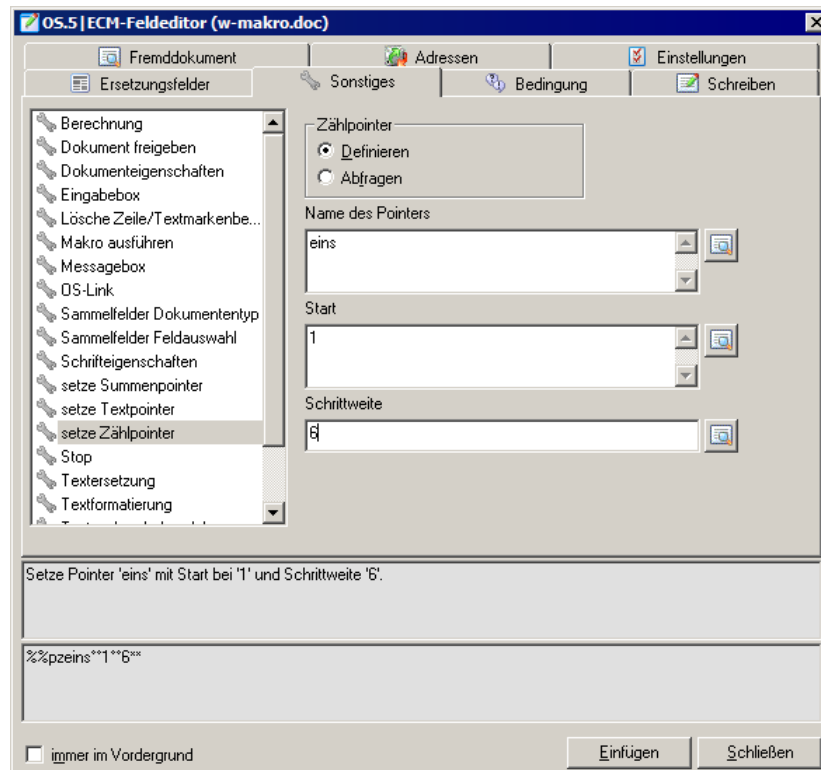 OS.5|ECM-Feldeditor (w-makro.doc)
Fremddokument
Adressen
Einstellungen
Ersetzungsfelder
Sonstiges
Bedingung
Schreiben
Berechnung
Dokument freigeben
Dokumenteigenschaften
Eingabebox
Lösche Zeile/Textmarkenbe...
Makro ausführen
Messagebox
OS-Link
Sammelfelder Dokumententyp
Sammelfelder Feldauswahl
Schrifteigenschaften
setze Summenpointer
setze Textpointer
setze Zählpointer
Stop
Textersetzung
Textformatierung
Zählpointer
Definieren
Abfragen
Name des Pointers
eins
Start
1
Schrittweite
6
Setze Pointer 'eins' mit Start bei '1' und Schrittweite '6'.
%%pzeins**1**6**
immer im Vordergrund
Einfügen
Schließen